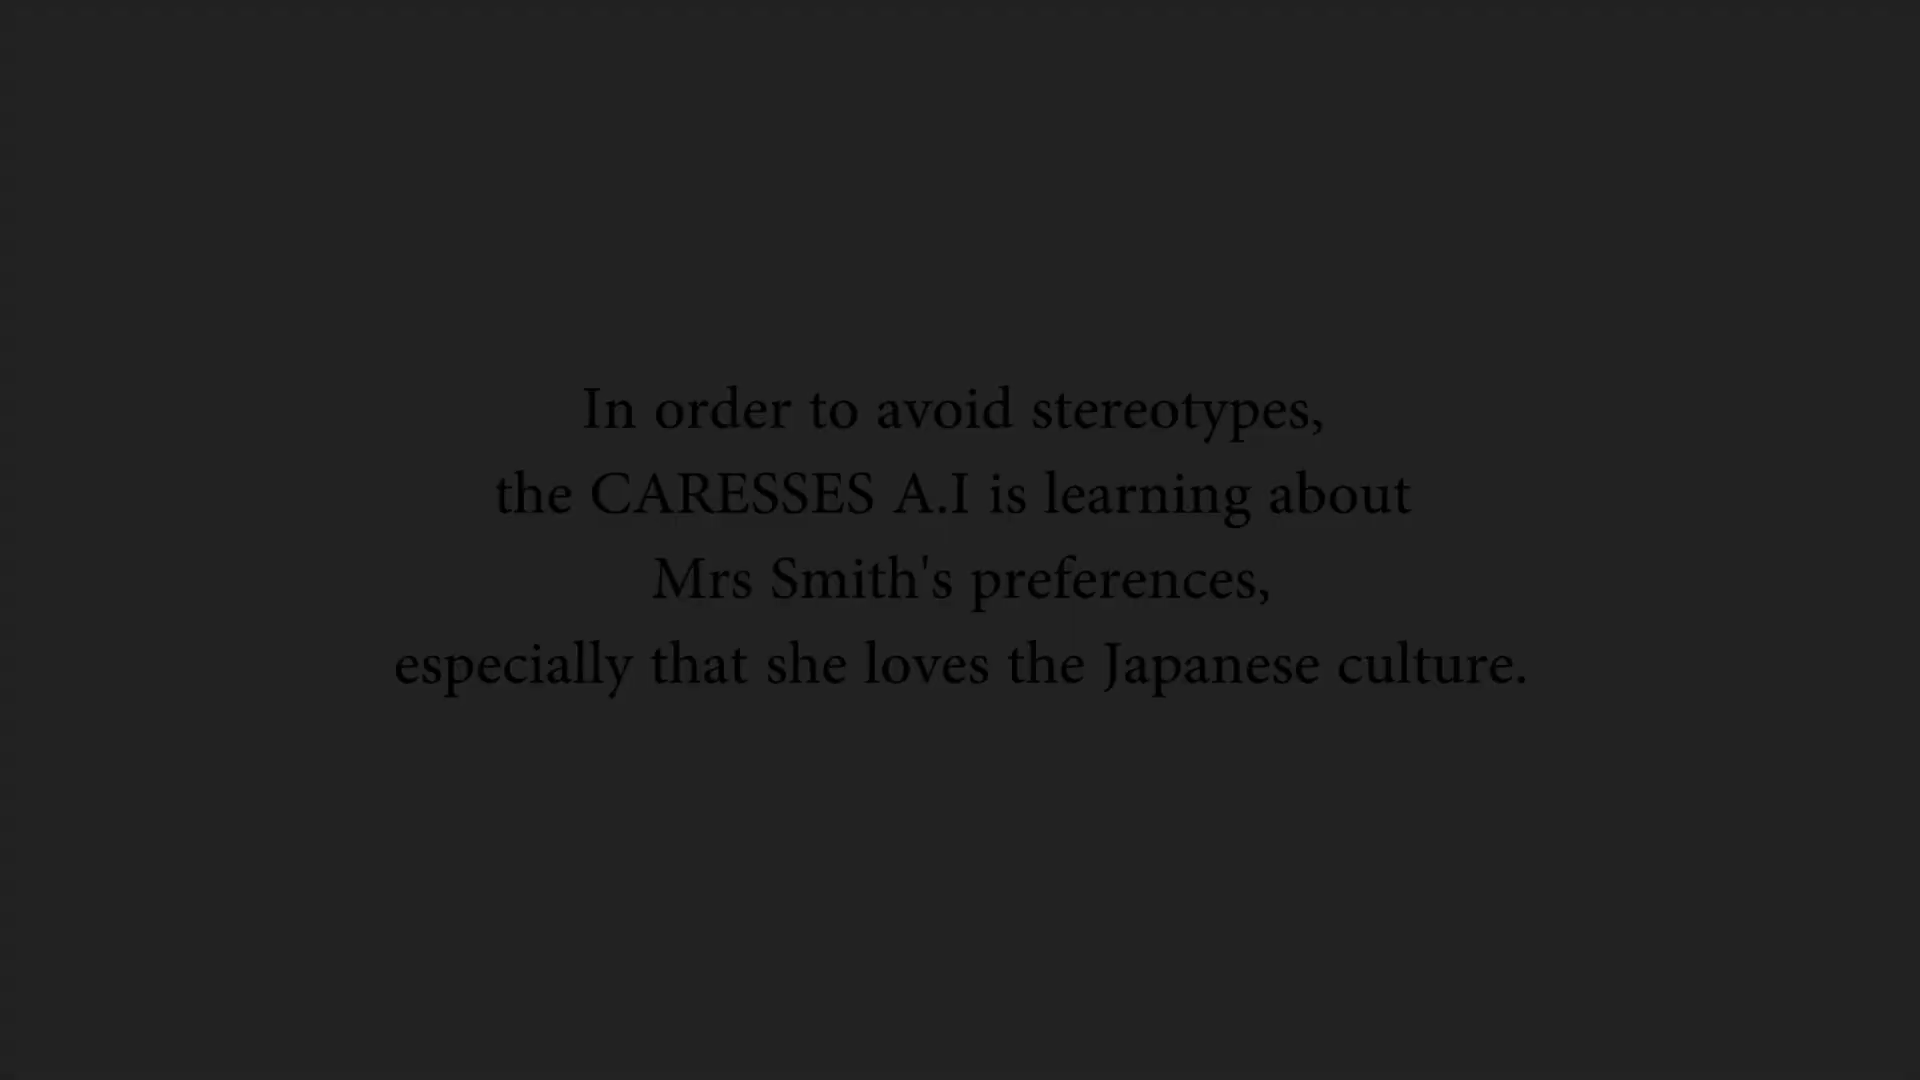 In order to avoid stereotypes,
the CARESSES A.I is learning about
Mrs Smith's preferences,
especially that she loves the Japanese culture.